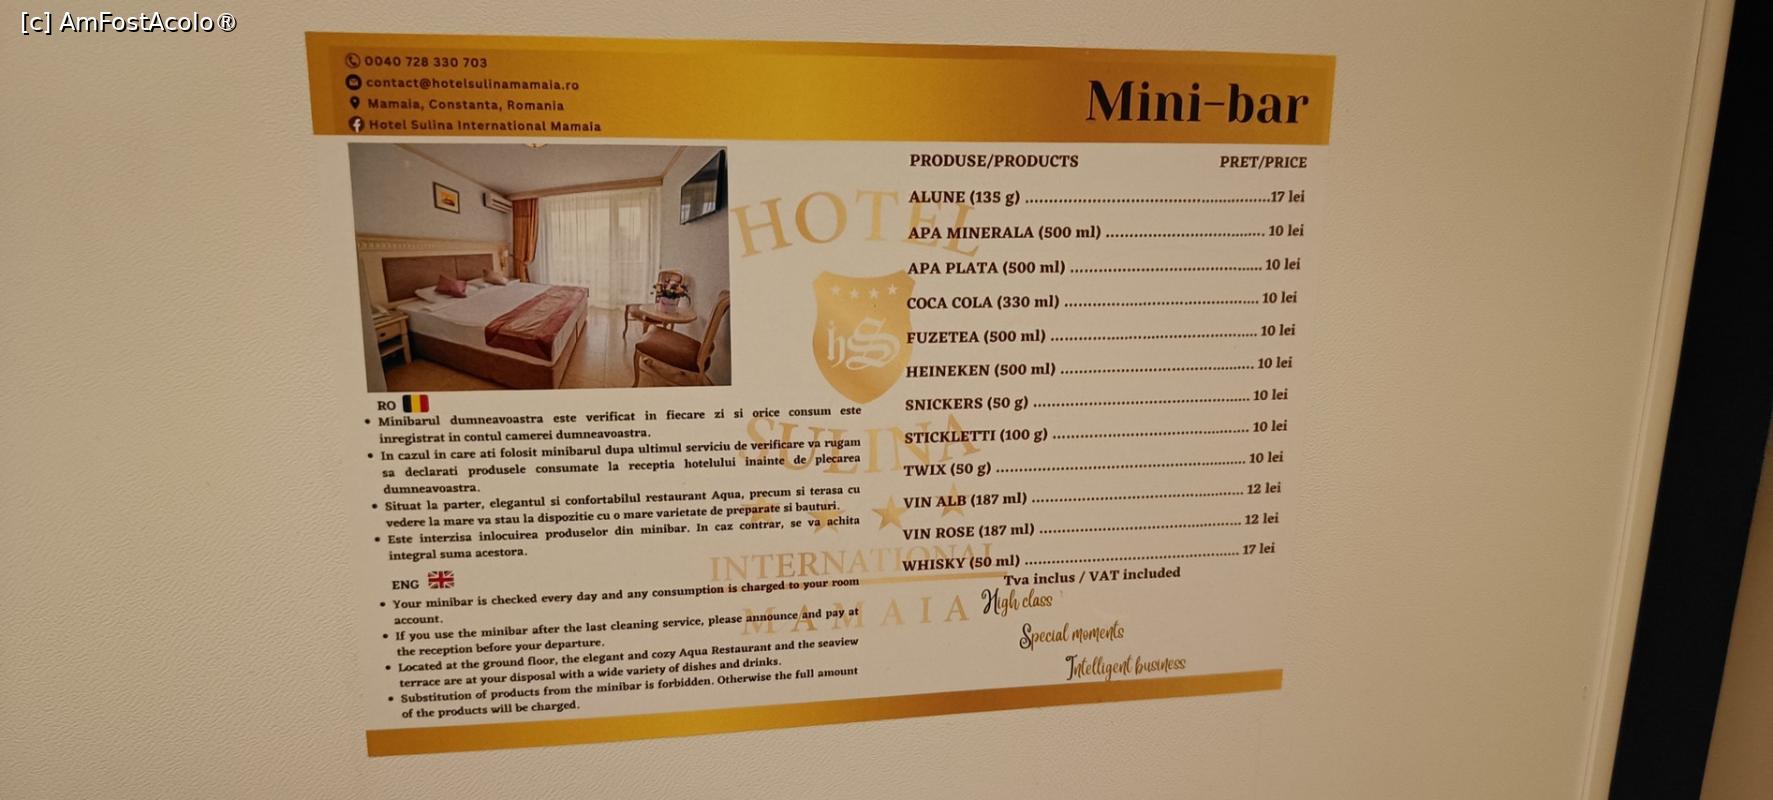 [c] AmFostAcolo®
0040 728 330 703
contact@hotelsulinamamaia.ro
Mamaia, Constanta, Romania
Hotel Sulina International Mamaia
Mini-bar
HOTEL
hS
SULINA
INTERNATIONAL
MAMAIA
RO
• Minibarul dumneavoastra este verificat in fiecare zi si orice consum este
inregistrat in contul camerei dumneavoastra.
• In cazul in care ati folosit minibarul dupa ultimul serviciu de verificare va rugam
sa declarati produsele consumate la receptia hotelului inainte de plecarea
dumneavoastra.
• Situat la parter, elegantul si confortabilul restaurant Aqua, precum si terasa cu
vedere la mare va stau la dispozitie cu o mare varietate de preparate si bauturi.
• Este interzisa inlocuirea produselor din minibar. In caz contrar, se va achita
integral suma acestora.
ENG
• Your minibar is checked every day and any consumption is charged to your room
account.
• If you use the minibar after the last cleaning service, please announce and pay at
the reception before your departure.
• Located at the ground floor, the elegant and cozy Aqua Restaurant and the seaview
terrace are at your disposal with a wide variety of dishes and drinks.
• Substitution of products from the minibar is forbidden. Otherwise the full amount
of the products will be charged.
PRODUSE/PRODUCTS PRET/PRICE
ALUNE (135 g) ........................................17 lei
APA MINERALA (500 ml) ........................... 10 lei
APA PLATA (500 ml) ................................ 10 lei
COCA COLA (330 ml) ................................ 10 lei
FUZETEA (500 ml) ................................... 10 lei
HEINEKEN (500 ml) ................................. 10 lei
SNICKERS (50 g) ..................................... 10 lei
STICKLETTI (100 g) .................................. 10 lei
TWIX (50 g) ........................................... 10 lei
VIN ALB (187 ml) .................................... 12 lei
VIN ROSE (187 ml) ................................... 12 lei
WHISKY (50 ml) ..................................... 17 lei
Tva inclus / VAT included
High class
Special moments
Intelligent business